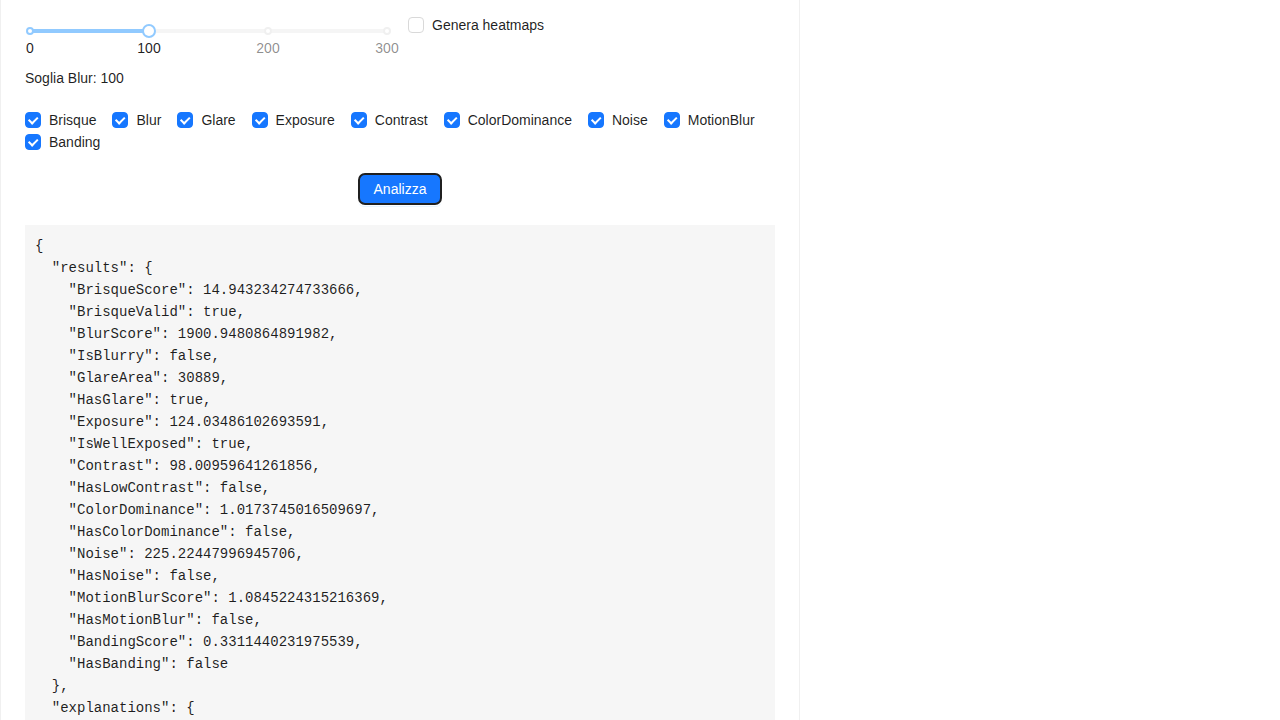 Genera heatmaps
0 100 200 300
Soglia Blur: 100
Brisque Blur Glare Exposure Contrast ColorDominance Noise MotionBlur
Banding
Analizza
{
  "results": {
    "BrisqueScore": 14.943234274733666,
    "BrisqueValid": true,
    "BlurScore": 1900.9480864891982,
    "IsBlurry": false,
    "GlareArea": 30889,
    "HasGlare": true,
    "Exposure": 124.03486102693591,
    "IsWellExposed": true,
    "Contrast": 98.00959641261856,
    "HasLowContrast": false,
    "ColorDominance": 1.0173745016509697,
    "HasColorDominance": false,
    "Noise": 225.22447996945706,
    "HasNoise": false,
    "MotionBlurScore": 1.0845224315216369,
    "HasMotionBlur": false,
    "BandingScore": 0.3311440231975539,
    "HasBanding": false
  },
  "explanations": {